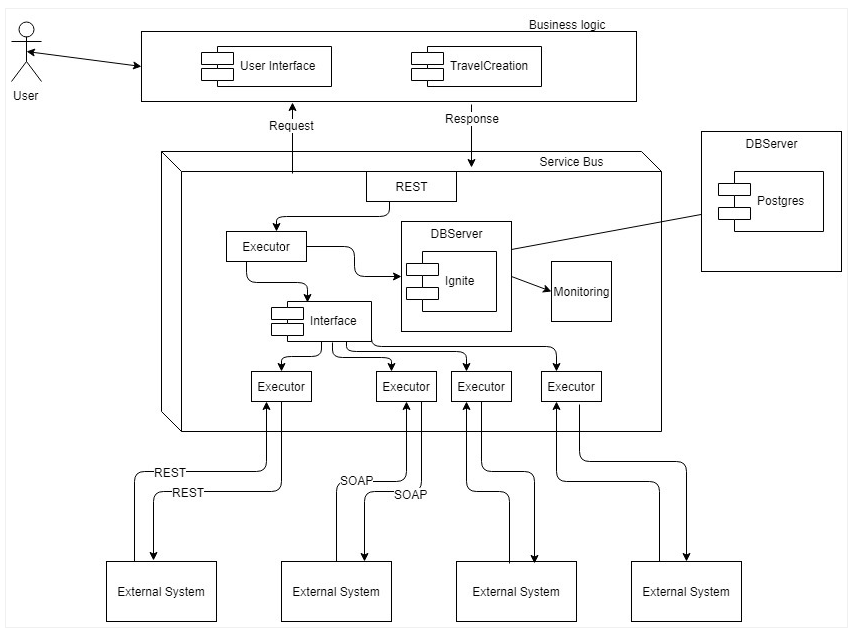 Business logic
User Interface
TravelCreation
User
Request
Response
Service Bus
DBServer
REST
Postgres
DBServer
Executor
Ignite
Monitoring
Interface
Executor
Executor
Executor
Executor
REST
SOAP
REST
SOAP
External System
External System
External System
External System